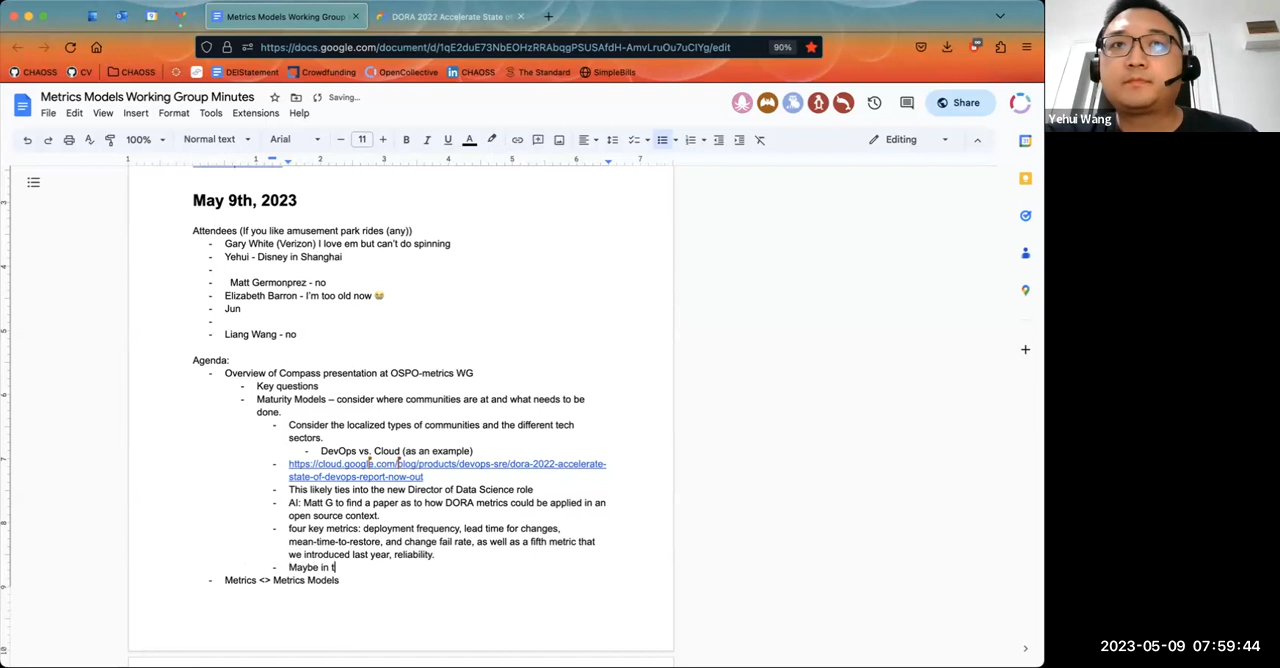 Metrics Models Working Group
DORA 2022 Accelerate State o
https://docs.google.com/document/d/1qE2duE73NbEOHzRRAbqgPSUSAfdH-AmvLruOu7uClYg/edit
90%
CHAOSS
CV
CHAOSS
DEIStatement
Crowdfunding
OpenCollective
CHAOSS
The Standard
SimpleBills
Metrics Models Working Group Minutes
Saving...
File Edit View Insert Format Tools Extensions Help
Share
100%
Normal text
Arial
11
Editing
May 9th, 2023
Attendees (If you like amusement park rides (any))
- Gary White (Verizon) I love em but can't do spinning
- Yehui - Disney in Shanghai
-
- Matt Germonprez - no
- Elizabeth Barron - I'm too old now 😂
- Jun
-
- Liang Wang - no
Agenda:
- Overview of Compass presentation at OSPO-metrics WG
- Key questions
- Maturity Models – consider where communities are at and what needs to be
done.
- Consider the localized types of communities and the different tech
sectors.
- DevOps vs. Cloud (as an example)
- https://cloud.google.com/blog/products/devops-sre/dora-2022-accelerate-
state-of-devops-report-now-out
- This likely ties into the new Director of Data Science role
- AI: Matt G to find a paper as to how DORA metrics could be applied in an
open source context.
- four key metrics: deployment frequency, lead time for changes,
mean-time-to-restore, and change fail rate, as well as a fifth metric that
we introduced last year, reliability.
- Maybe in t
- Metrics <> Metrics Models
Yehui Wang
2023-05-09 07:59:44